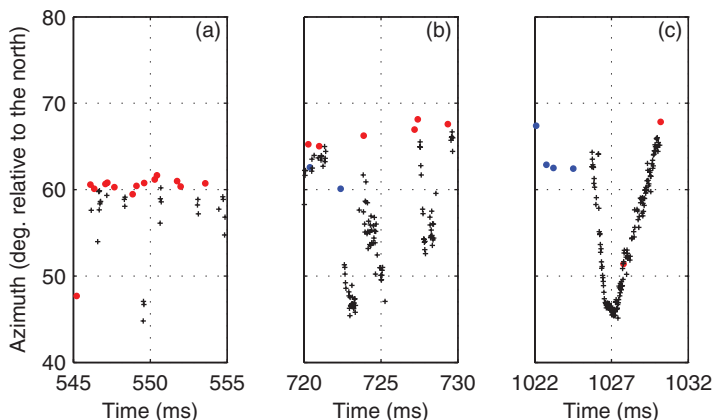 (a)
(b)
(c)
Azimuth (deg. relative to the north)
80
70
60
50
40
545
550
555
720
725
730
1022
1027
1032
Time (ms)
Time (ms)
Time (ms)